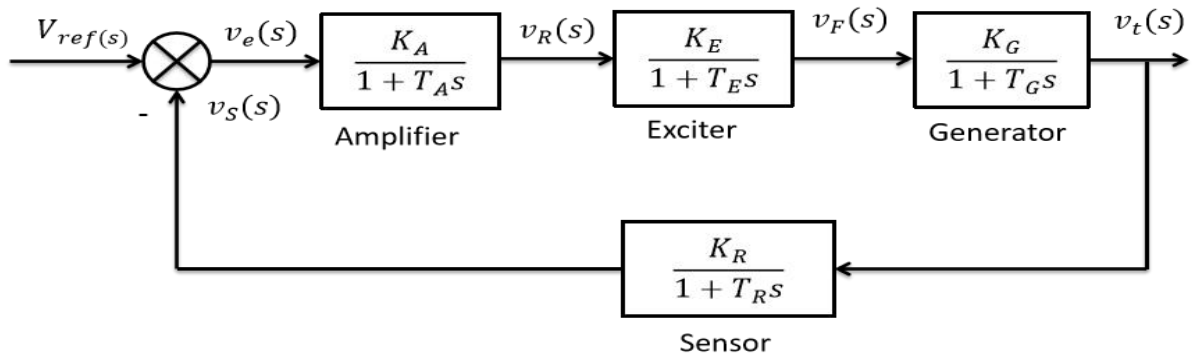 V_ref(s)
v_e(s)
K_A
1 + T_A s
Amplifier
v_R(s)
K_E
1 + T_E s
Exciter
v_F(s)
K_G
1 + T_G s
Generator
v_t(s)
-
v_S(s)
K_R
1 + T_R s
Sensor